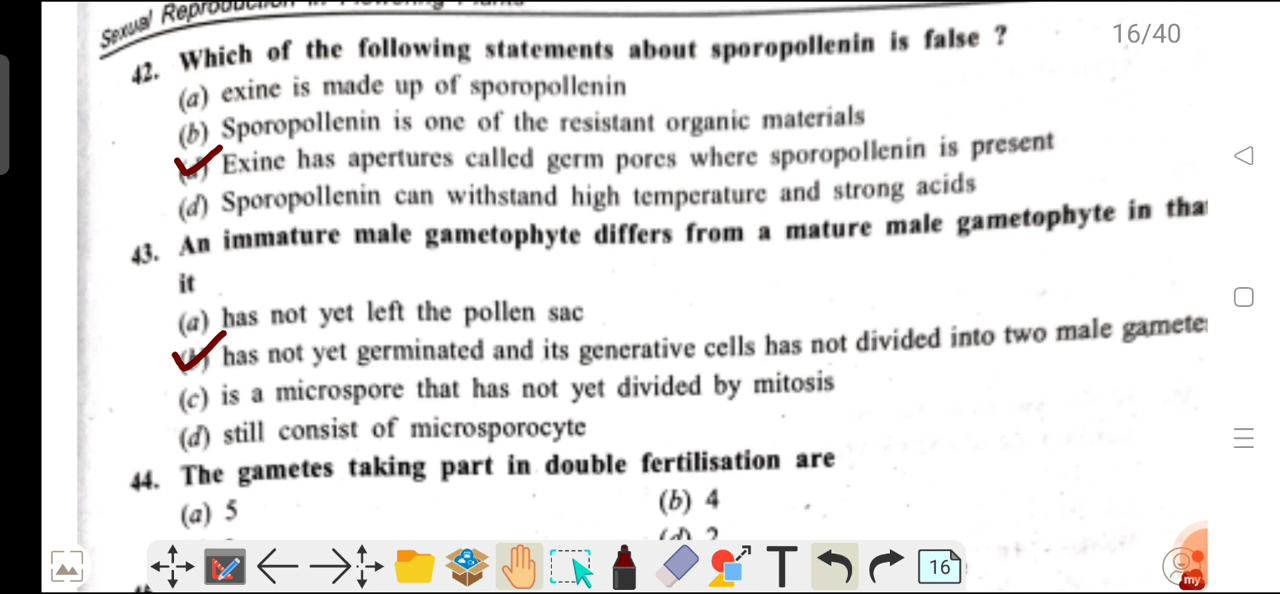 Sexual Reproduction in Flowering Plants
16/40
42. Which of the following statements about sporopollenin is false ?
(a) exine is made up of sporopollenin
(b) Sporopollenin is one of the resistant organic materials
Exine has apertures called germ pores where sporopollenin is present
(d) Sporopollenin can withstand high temperature and strong acids
43. An immature male gametophyte differs from a mature male gametophyte in that
it
(a) has not yet left the pollen sac
has not yet germinated and its generative cells has not divided into two male gametes
(c) is a microspore that has not yet divided by mitosis
(d) still consist of microsporocyte
44. The gametes taking part in double fertilisation are
(a) 5
(b) 4
(d) 2
T
16
my